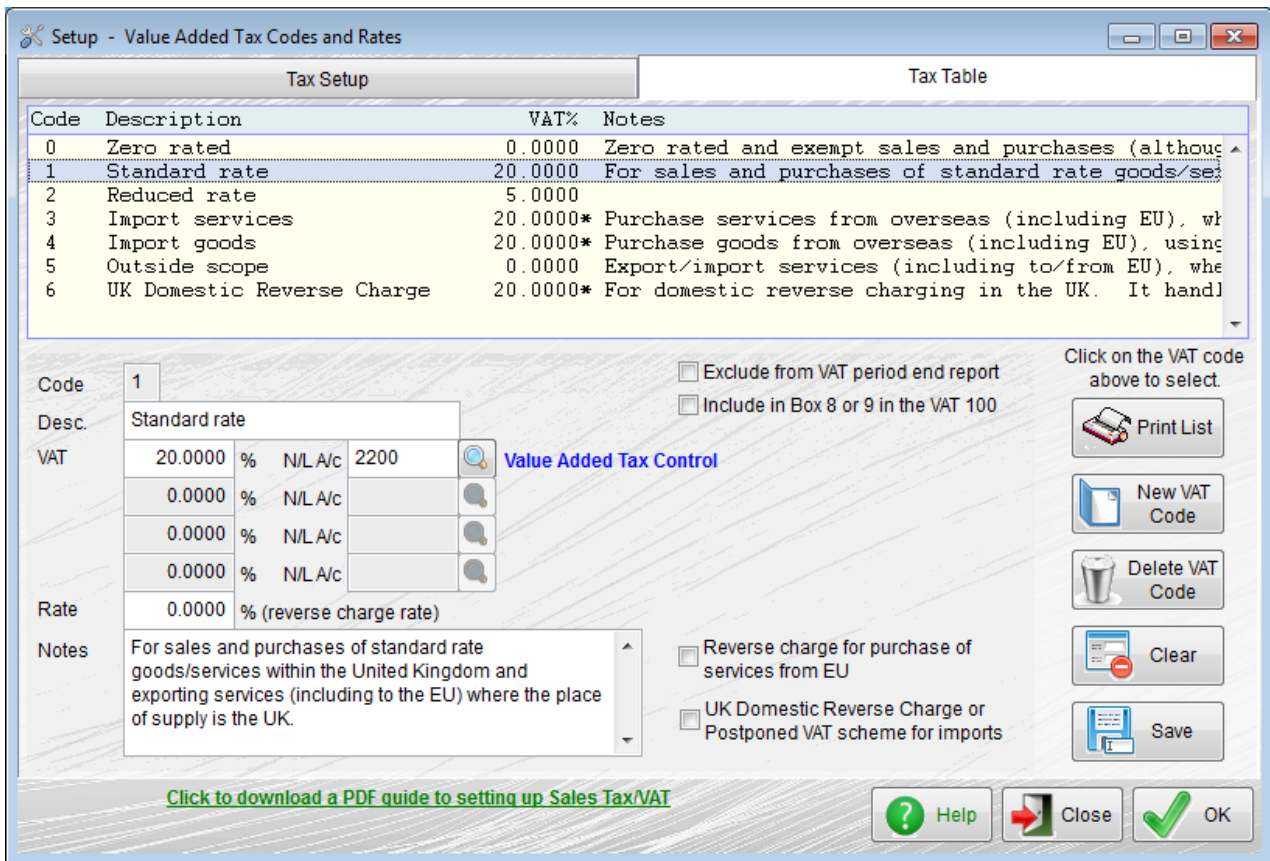 Setup - Value Added Tax Codes and Rates
Tax Setup
Tax Table
Code Description VAT% Notes
0 Zero rated 0.0000 Zero rated and exempt sales and purchases (althoug
1 Standard rate 20.0000 For sales and purchases of standard rate goods/se
2 Reduced rate 5.0000
3 Import services 20.0000* Purchase services from overseas (including EU), wh
4 Import goods 20.0000* Purchase goods from overseas (including EU), using
5 Outside scope 0.0000 Export/import services (including to/from EU), whe
6 UK Domestic Reverse Charge 20.0000* For domestic reverse charging in the UK. It handl
Click on the VAT code
above to select.
Code 1
Exclude from VAT period end report
Include in Box 8 or 9 in the VAT 100
Desc. Standard rate
Print List
VAT 20.0000 % N/L A/c 2200 Value Added Tax Control
0.0000 % N/L A/c
0.0000 % N/L A/c
0.0000 % N/L A/c
New VAT
Code
Delete VAT
Code
Rate 0.0000 % (reverse charge rate)
Notes For sales and purchases of standard rate
goods/services within the United Kingdom and
exporting services (including to the EU) where the place
of supply is the UK.
Reverse charge for purchase of
services from EU
UK Domestic Reverse Charge or
Postponed VAT scheme for imports
Clear
Save
Click to download a PDF guide to setting up Sales Tax/VAT
Help
Close
OK